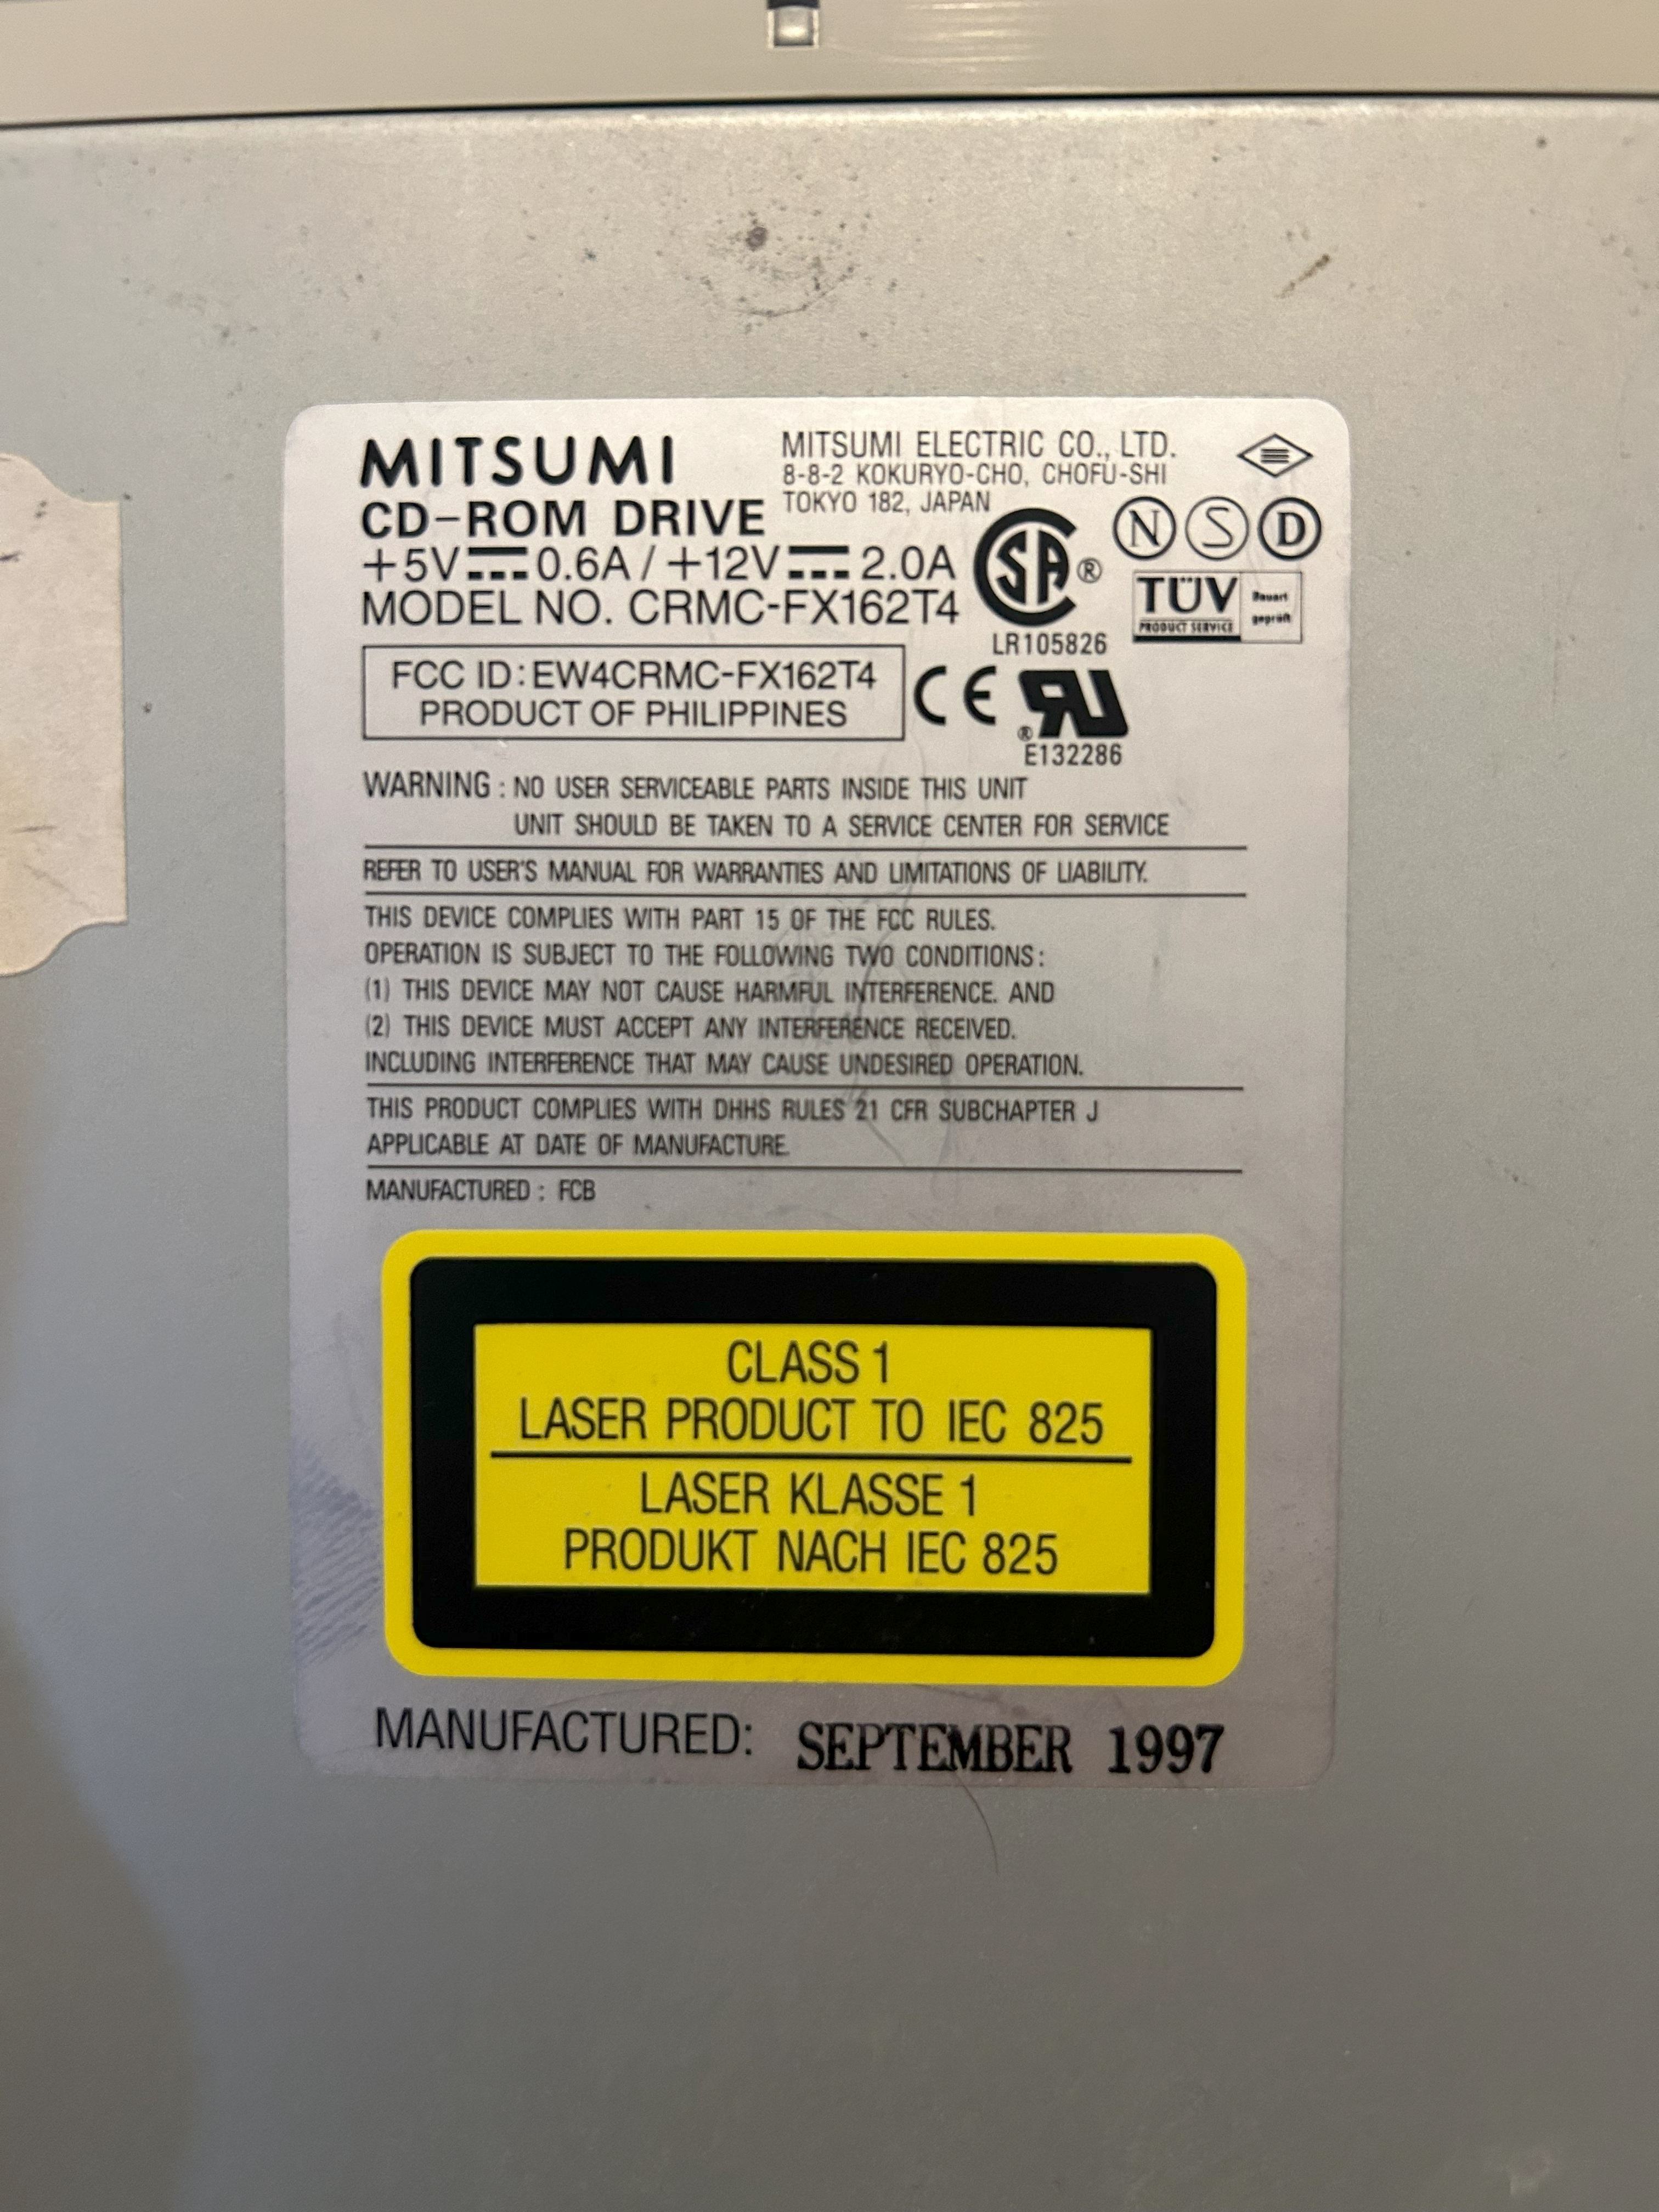 MITSUMI
MITSUMI ELECTRIC CO., LTD.
8-8-2 KOKURYO-CHO, CHOFU-SHI
TOKYO 182, JAPAN
CD-ROM DRIVE
+5V 0.6A / +12V 2.0A
MODEL NO. CRMC-FX162T4
SA ®
LR105826
N S D
TÜV
PRODUCT SERVICE
Bauart
geprüft
FCC ID : EW4CRMC-FX162T4
PRODUCT OF PHILIPPINES
CE
®
E132286
WARNING : NO USER SERVICEABLE PARTS INSIDE THIS UNIT
UNIT SHOULD BE TAKEN TO A SERVICE CENTER FOR SERVICE
REFER TO USER'S MANUAL FOR WARRANTIES AND LIMITATIONS OF LIABILITY.
THIS DEVICE COMPLIES WITH PART 15 OF THE FCC RULES.
OPERATION IS SUBJECT TO THE FOLLOWING TWO CONDITIONS :
(1) THIS DEVICE MAY NOT CAUSE HARMFUL INTERFERENCE. AND
(2) THIS DEVICE MUST ACCEPT ANY INTERFERENCE RECEIVED.
INCLUDING INTERFERENCE THAT MAY CAUSE UNDESIRED OPERATION.
THIS PRODUCT COMPLIES WITH DHHS RULES 21 CFR SUBCHAPTER J
APPLICABLE AT DATE OF MANUFACTURE.
MANUFACTURED : FCB
CLASS 1
LASER PRODUCT TO IEC 825
LASER KLASSE 1
PRODUKT NACH IEC 825
MANUFACTURED: SEPTEMBER 1997